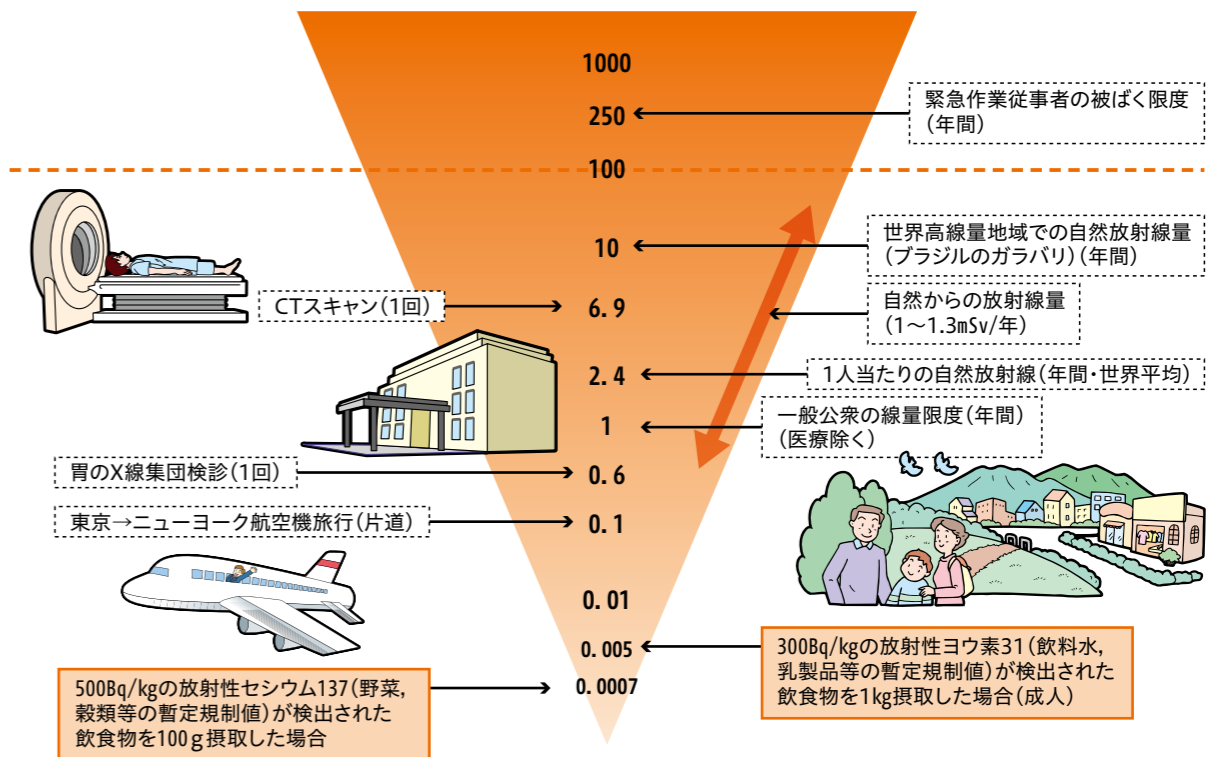 1000
250
緊急作業従事者の被ばく限度
(年間)
100
10
世界高線量地域での自然放射線量
(ブラジルのガラバリ)(年間)
自然からの放射線量
(1〜1.3mSv/年)
CTスキャン(1回)
6.9
2.4
1人当たりの自然放射線(年間・世界平均)
1
一般公衆の線量限度(年間)
(医療除く)
胃のX線集団検診(1回)
0.6
東京→ニューヨーク航空機旅行(片道)
0.1
0.01
0.005
300Bq/kgの放射性ヨウ素31(飲料水,
乳製品等の暫定規制値)が検出された
飲食物を1kg摂取した場合(成人)
500Bq/kgの放射性セシウム137(野菜,
穀類等の暫定規制値)が検出された
飲食物を100g摂取した場合
0.0007